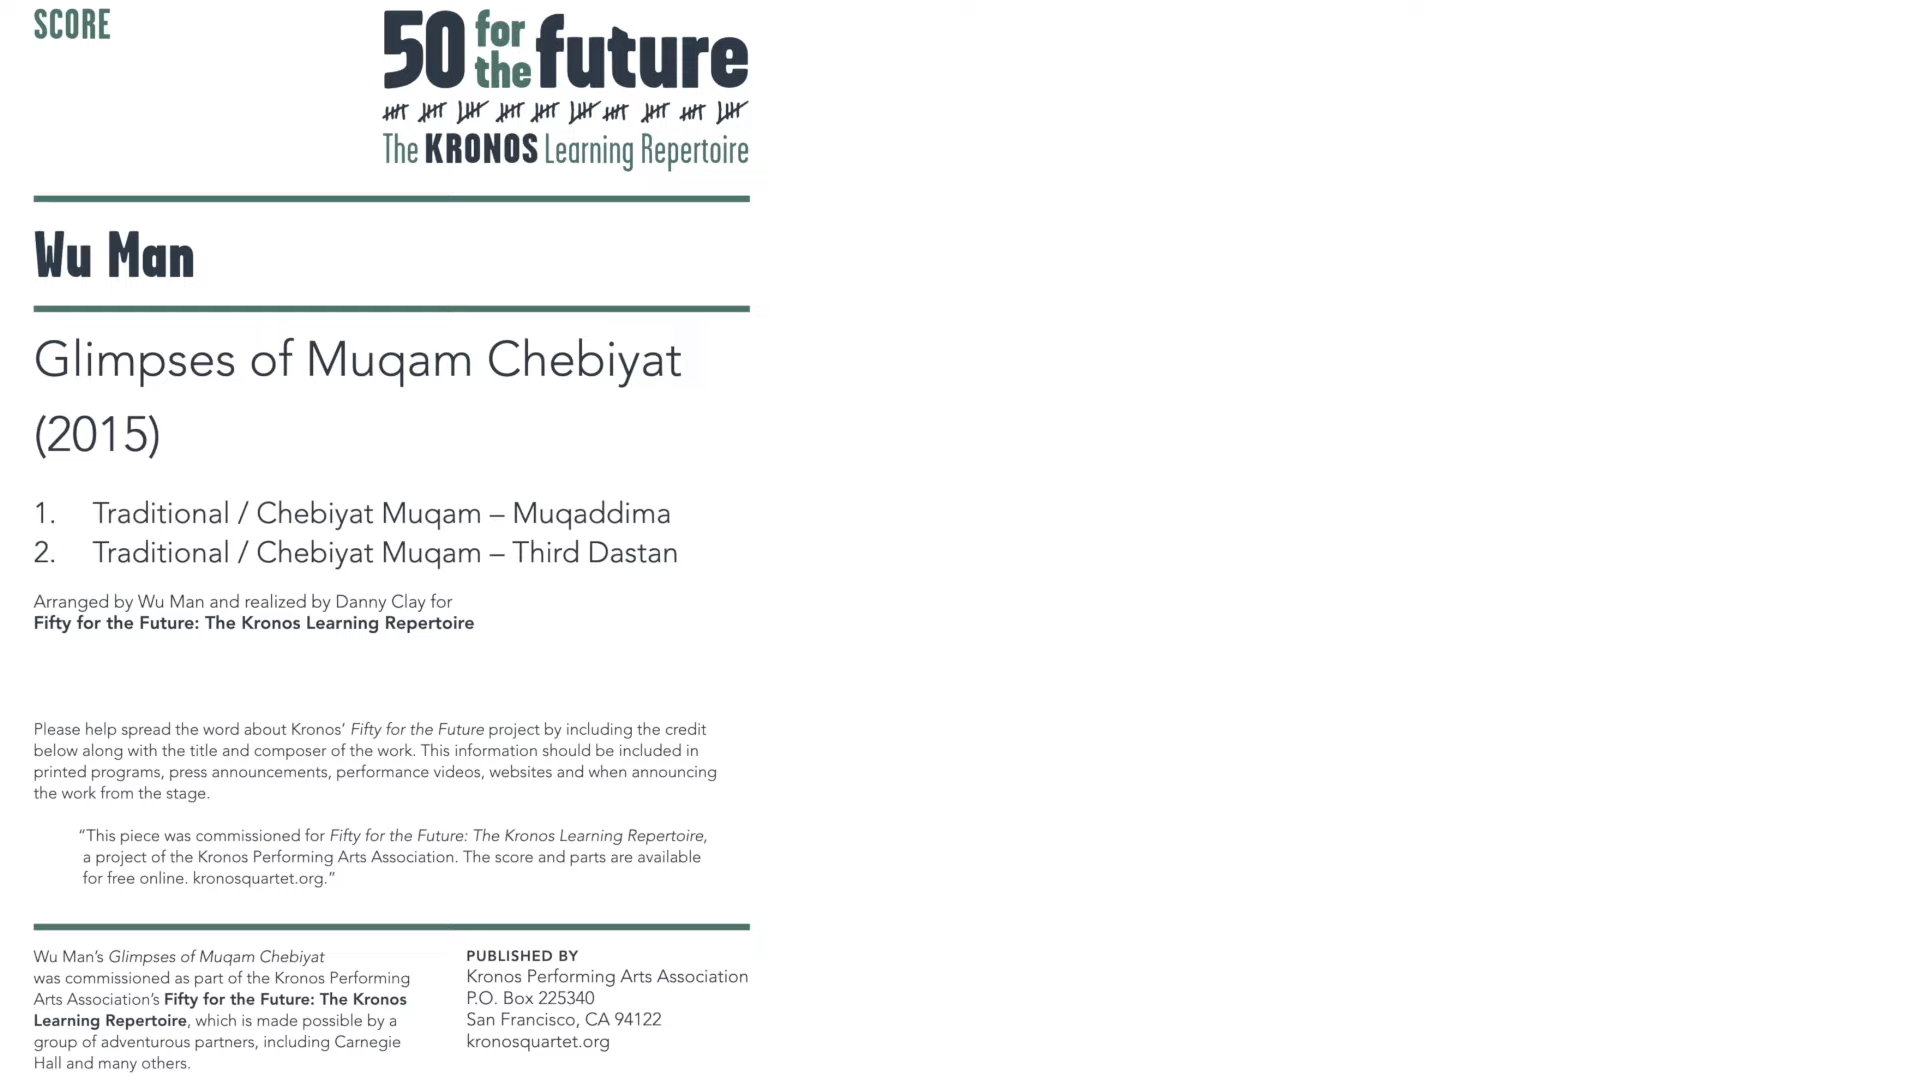 SCORE
50 for the future
The KRONOS Learning Repertoire
Wu Man
Glimpses of Muqam Chebiyat
(2015)
1. Traditional / Chebiyat Muqam – Muqaddima
2. Traditional / Chebiyat Muqam – Third Dastan
Arranged by Wu Man and realized by Danny Clay for
Fifty for the Future: The Kronos Learning Repertoire
Please help spread the word about Kronos’ Fifty for the Future project by including the credit
below along with the title and composer of the work. This information should be included in
printed programs, press announcements, performance videos, websites and when announcing
the work from the stage.
“This piece was commissioned for Fifty for the Future: The Kronos Learning Repertoire,
a project of the Kronos Performing Arts Association. The score and parts are available
for free online. kronosquartet.org.”
Wu Man’s Glimpses of Muqam Chebiyat
was commissioned as part of the Kronos Performing
Arts Association’s Fifty for the Future: The Kronos
Learning Repertoire, which is made possible by a
group of adventurous partners, including Carnegie
Hall and many others.
PUBLISHED BY
Kronos Performing Arts Association
P.O. Box 225340
San Francisco, CA 94122
kronosquartet.org